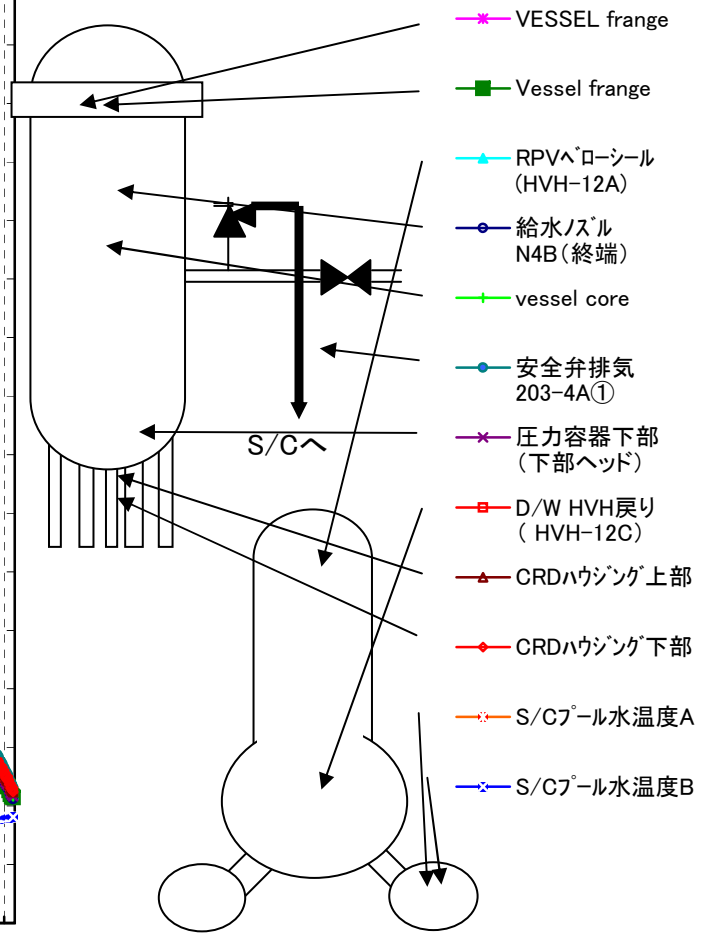 VESSEL frange
Vessel frange
RPVベローシール
(HVH-12A)
給水ノズル
N4B(終端)
vessel core
安全弁排気
203-4A①
圧力容器下部
(下部ヘッド)
D/W HVH戻り
( HVH-12C)
CRDハウジング上部
CRDハウジング下部
S/Cプール水温度A
S/Cプール水温度B
S/Cへ